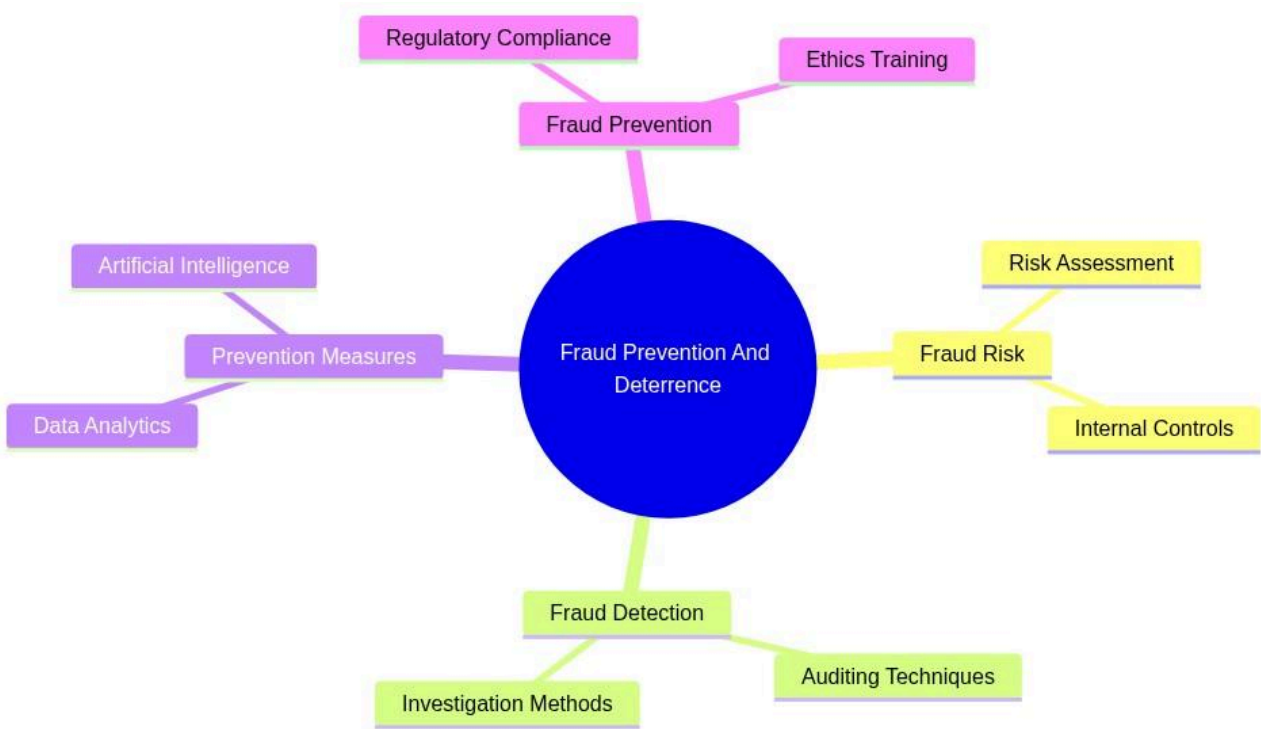 Regulatory Compliance
Ethics Training
Fraud Prevention
Artificial Intelligence
Risk Assessment
Prevention Measures
Fraud Prevention And
Deterrence
Fraud Risk
Data Analytics
Internal Controls
Fraud Detection
Auditing Techniques
Investigation Methods